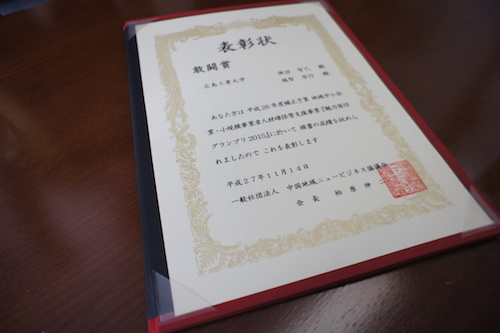 表彰状
敢闘賞
広島工業大学
殿
殿
あなた方は 平成26年度補正予算 地域中小企
業・小規模事業者人材確保等支援事業『魅力発信
グランプリ2015』に於いて 頭書の成績を収めら
れましたので これを表彰します
平成27年11月14日
一般社団法人 中国地域ニュービジネス協議会
会長